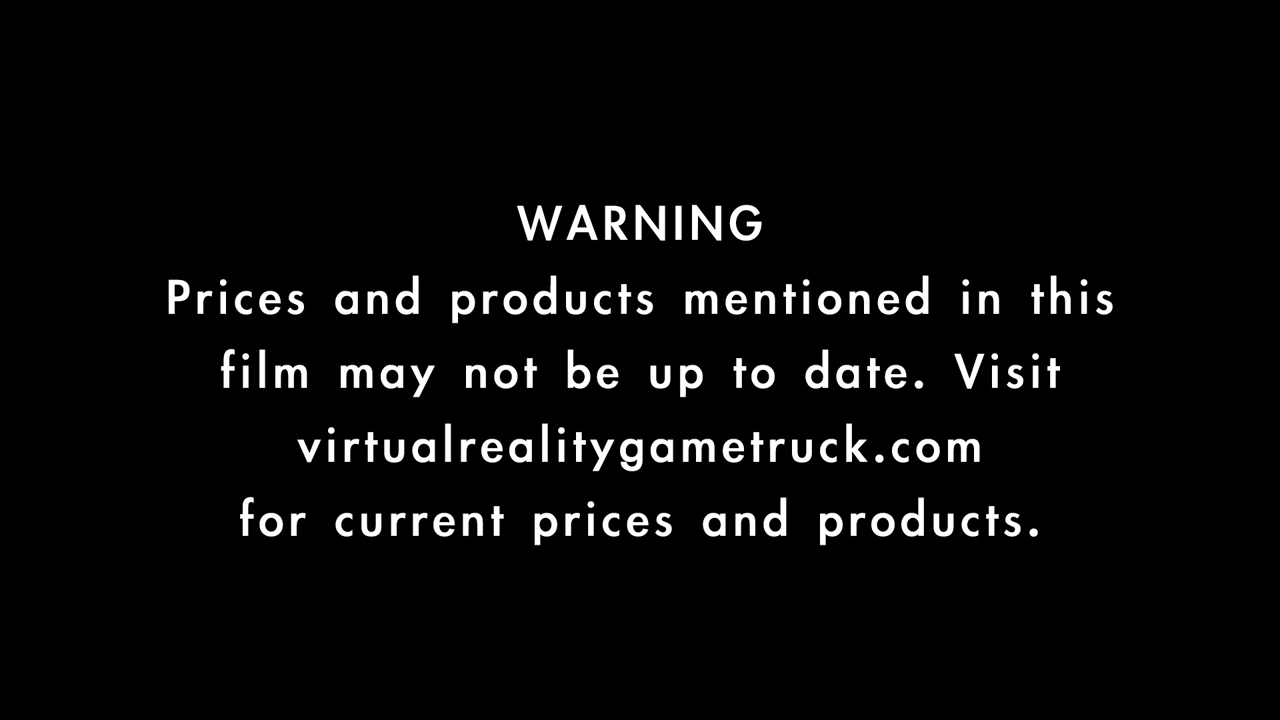 WARNING
Prices and products mentioned in this
film may not be up to date. Visit
virtualrealitygametruck.com
for current prices and products.